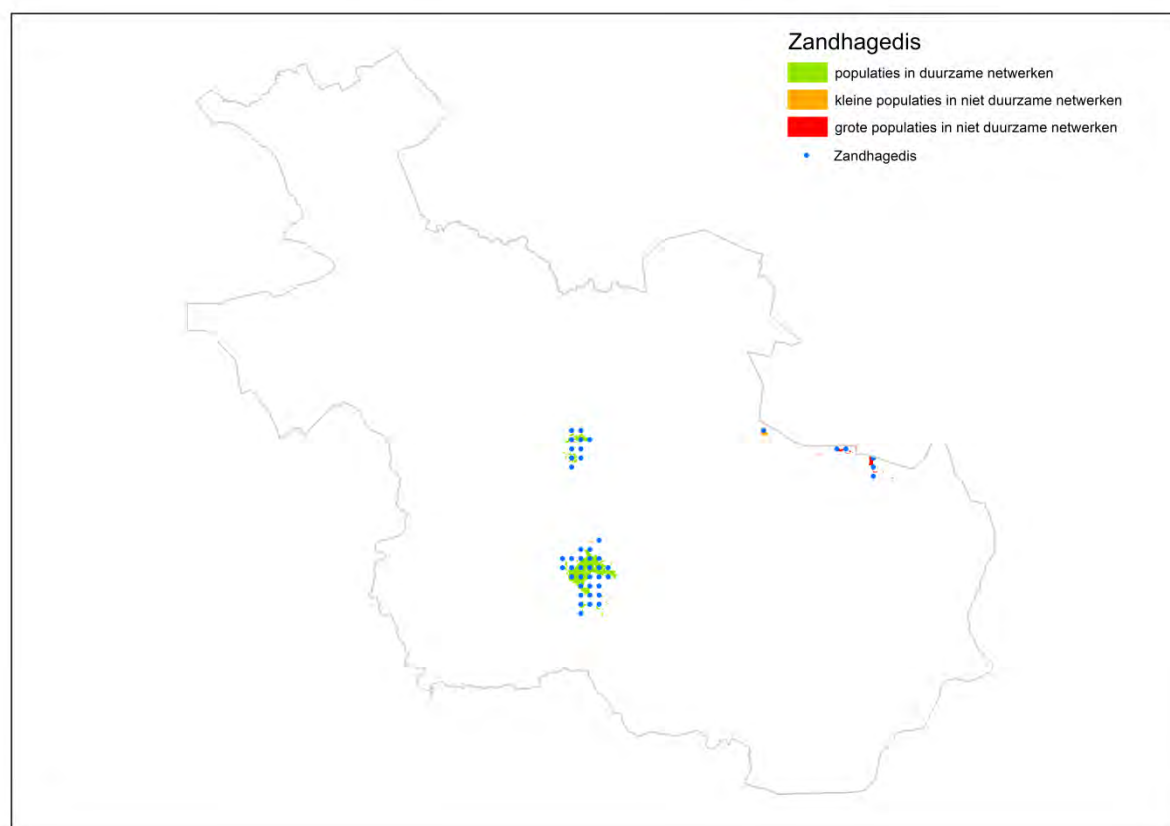 Zandhagedis
populaties in duurzame netwerken
kleine populaties in niet duurzame netwerken
grote populaties in niet duurzame netwerken
Zandhagedis